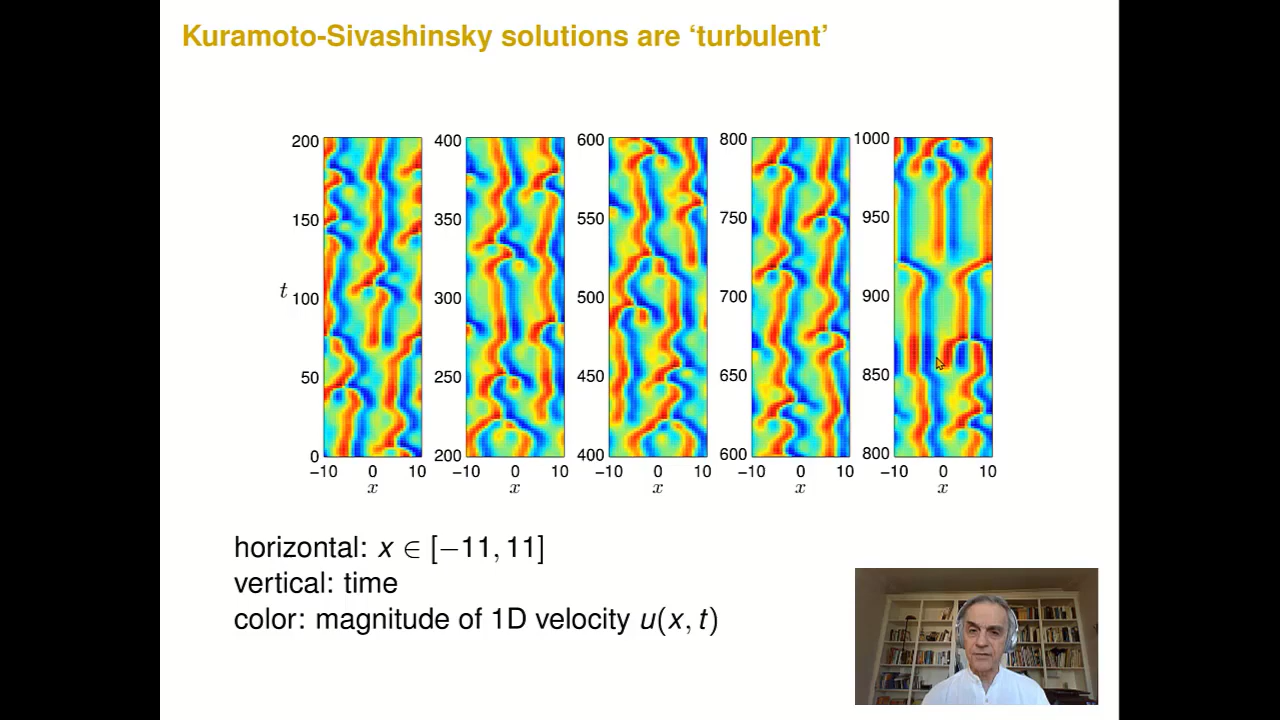 Kuramoto-Sivashinsky solutions are ‘turbulent’
200 400 600 800 1000
150 350 550 750 950
t 100 300 500 700 900
50 250 450 650 850
0 200 400 600 800
−10 0 10 −10 0 10 −10 0 10 −10 0 10 −10 0 10
x x x x x
horizontal: x ∈ [−11, 11]
vertical: time
color: magnitude of 1D velocity u(x, t)